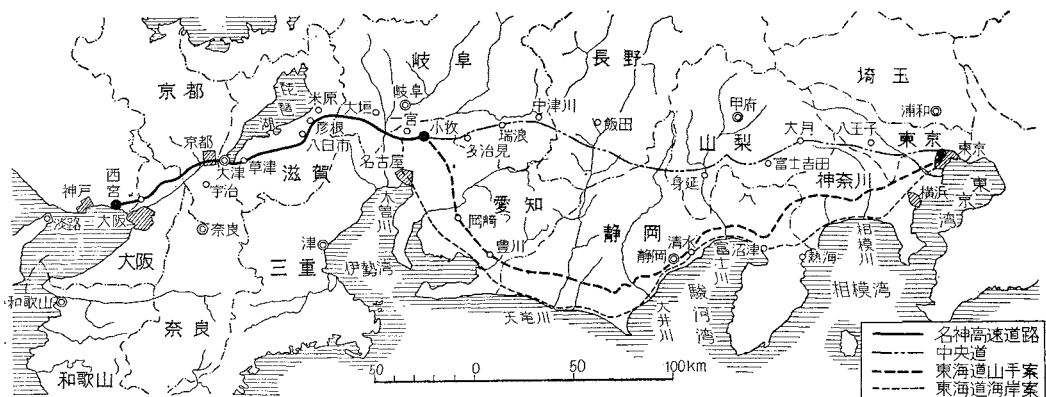 岐阜
長野
埼玉
京都
琵琶湖
米原
大垣
岐阜
一宮
小牧
中津川
瑞浪
多治見
飯田
甲府
山梨
大月
八王子
浦和
東京
東京
彦根
八日市
名古屋
京都
大津
草津
滋賀
宇治
西宮
神戸
淡路
大阪
奈良
大阪
木曽川
愛知
岡崎
豊川
静岡
身延
富士吉田
神奈川
横浜
東京湾
津
三重
伊勢湾
静岡
清水
富士川
沼津
熱海
相模川
相模湾
駿河湾
大井川
天竜川
和歌山
奈良
和歌山
50 0 50 100km
名神高速道路
中央道
東海道山手案
東海道海岸案